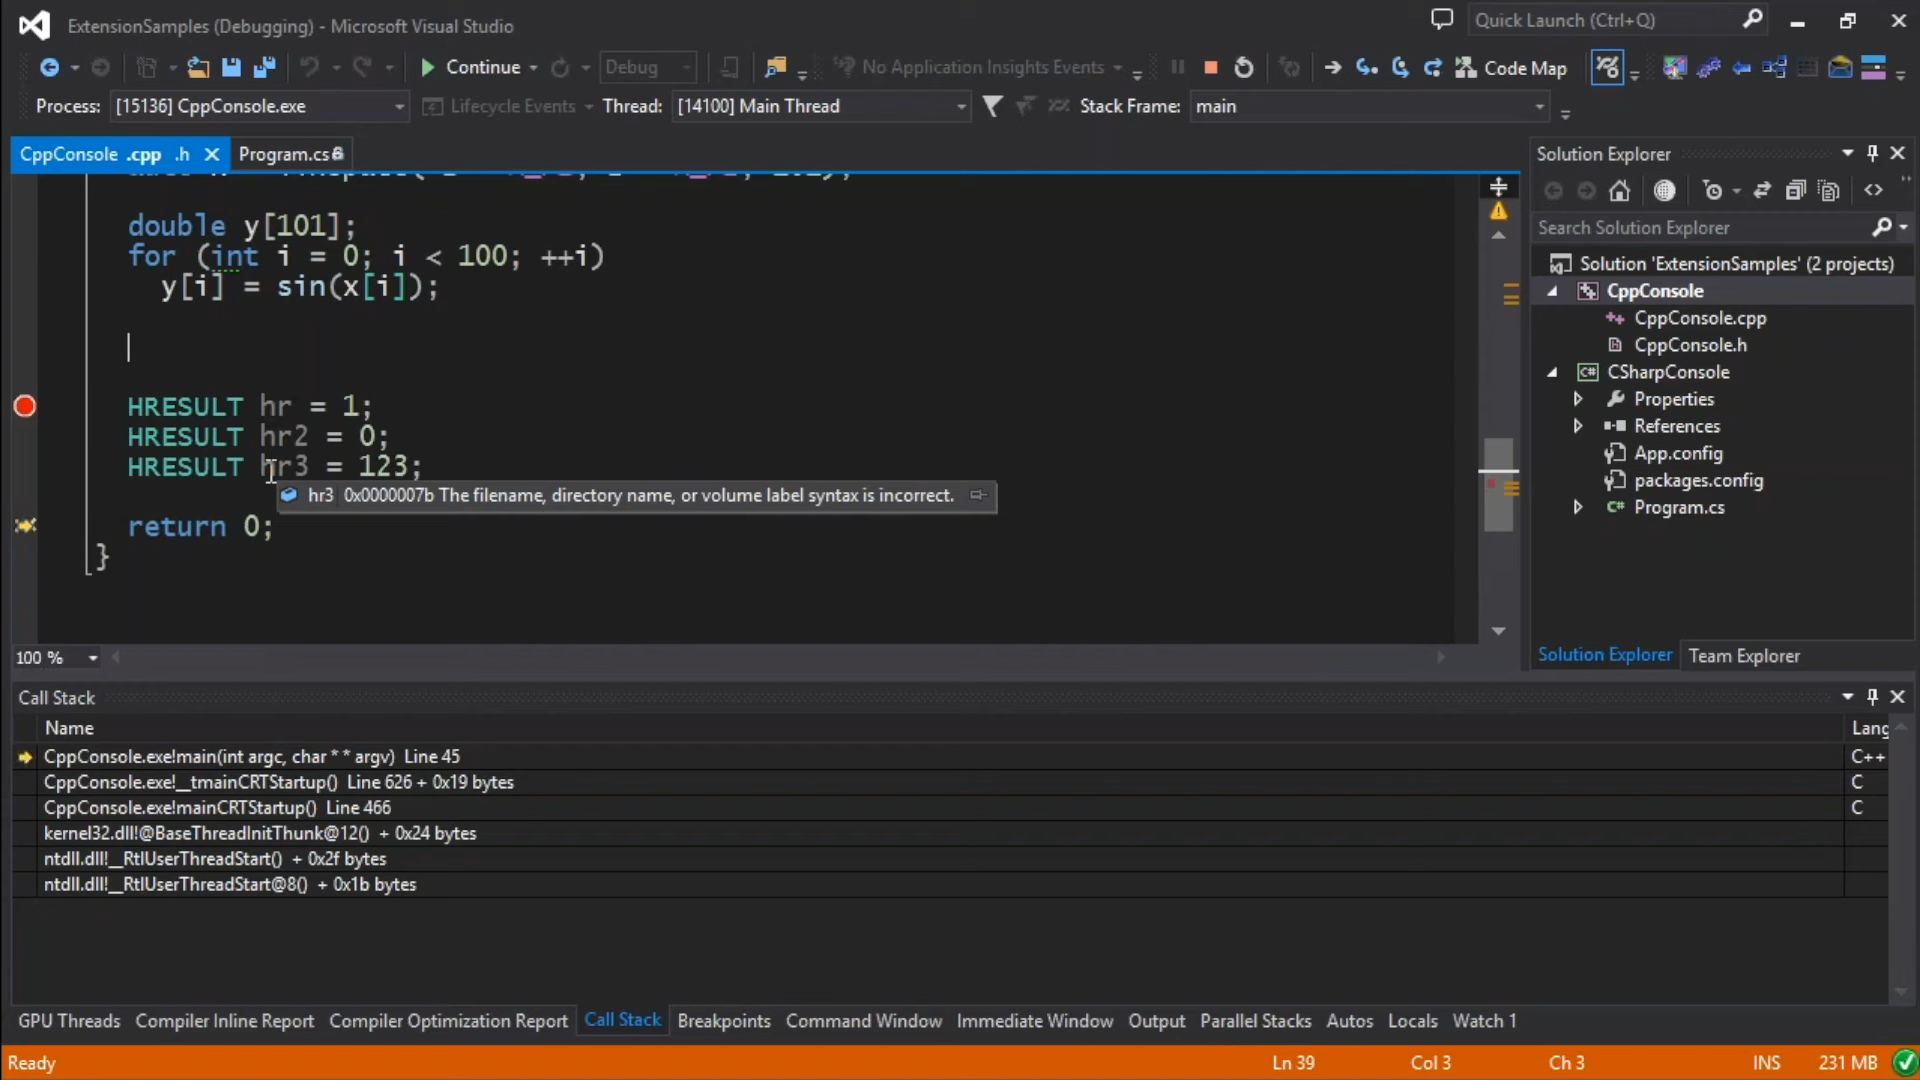 ExtensionSamples (Debugging) - Microsoft Visual Studio
Quick Launch (Ctrl+Q)
Continue
Debug
No Application Insights Events
Code Map
Process: [15136] CppConsole.exe
Lifecycle Events
Thread: [14100] Main Thread
Stack Frame: main
CppConsole .cpp .h
Program.cs
double y[101];
for (int i = 0; i < 100; ++i)
y[i] = sin(x[i]);
HRESULT hr = 1;
HRESULT hr2 = 0;
HRESULT hr3 = 123;
hr3 0x0000007b The filename, directory name, or volume label syntax is incorrect.
return 0;
}
100 %
Solution Explorer
Search Solution Explorer
Solution 'ExtensionSamples' (2 projects)
CppConsole
CppConsole.cpp
CppConsole.h
CSharpConsole
Properties
References
App.config
packages.config
Program.cs
Solution Explorer
Team Explorer
Call Stack
Name
Lang
CppConsole.exe!main(int argc, char * * argv) Line 45
C++
CppConsole.exe!__tmainCRTStartup() Line 626 + 0x19 bytes
C
CppConsole.exe!mainCRTStartup() Line 466
C
kernel32.dll!@BaseThreadInitThunk@12() + 0x24 bytes
ntdll.dll!__RtlUserThreadStart() + 0x2f bytes
ntdll.dll!__RtlUserThreadStart@8() + 0x1b bytes
GPU Threads
Compiler Inline Report
Compiler Optimization Report
Call Stack
Breakpoints
Command Window
Immediate Window
Output
Parallel Stacks
Autos
Locals
Watch 1
Ready
Ln 39
Col 3
Ch 3
INS
231 MB